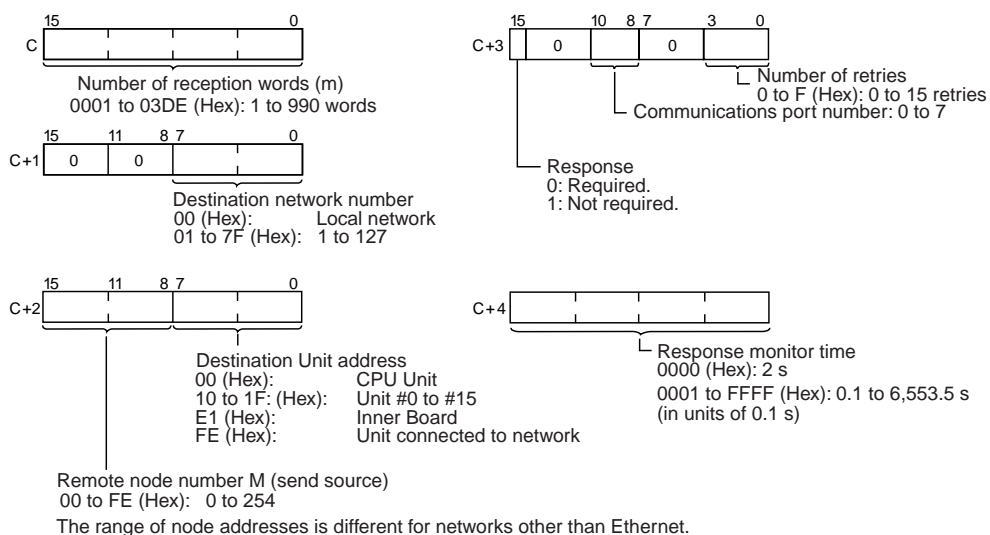 15 0
C
Number of reception words (m)
0001 to 03DE (Hex): 1 to 990 words
15 11 8 7 0
C+1 0 0
Destination network number
00 (Hex): Local network
01 to 7F (Hex): 1 to 127
15 11 8 7 0
C+2
Destination Unit address
00 (Hex): CPU Unit
10 to 1F: (Hex): Unit #0 to #15
E1 (Hex): Inner Board
FE (Hex): Unit connected to network
Remote node number M (send source)
00 to FE (Hex): 0 to 254
The range of node addresses is different for networks other than Ethernet.
15 10 8 7 3 0
C+3 0 0
Number of retries
0 to F (Hex): 0 to 15 retries
Communications port number: 0 to 7
Response
0: Required.
1: Not required.
C+4
Response monitor time
0000 (Hex): 2 s
0001 to FFFF (Hex): 0.1 to 6,553.5 s
(in units of 0.1 s)